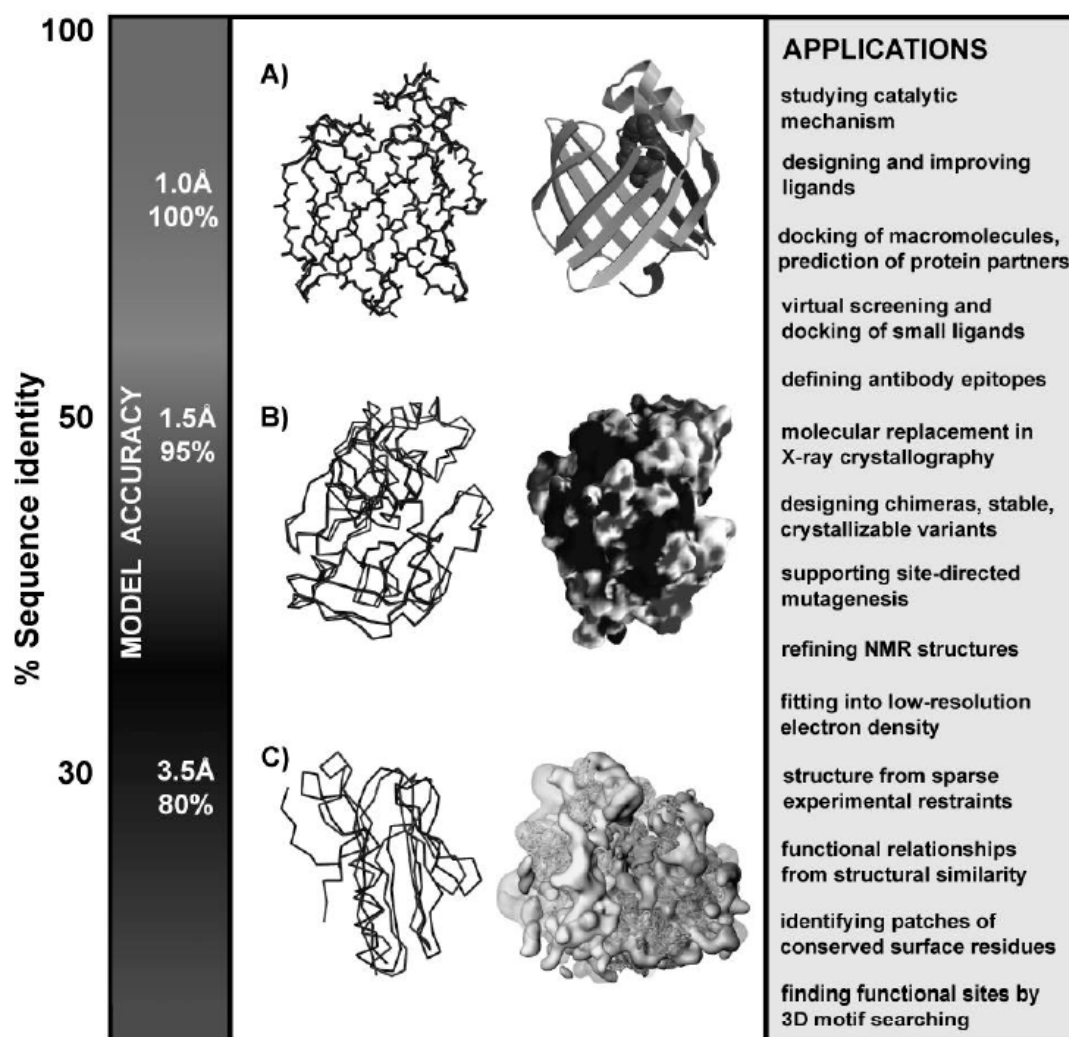 100
50
30
% Sequence identity
MODEL ACCURACY
1.0Å
100%
1.5Å
95%
3.5Å
80%
A)
B)
C)
APPLICATIONS
studying catalytic
mechanism
designing and improving
ligands
docking of macromolecules,
prediction of protein partners
virtual screening and
docking of small ligands
defining antibody epitopes
molecular replacement in
X-ray crystallography
designing chimeras, stable,
crystallizable variants
supporting site-directed
mutagenesis
refining NMR structures
fitting into low-resolution
electron density
structure from sparse
experimental restraints
functional relationships
from structural similarity
identifying patches of
conserved surface residues
finding functional sites by
3D motif searching